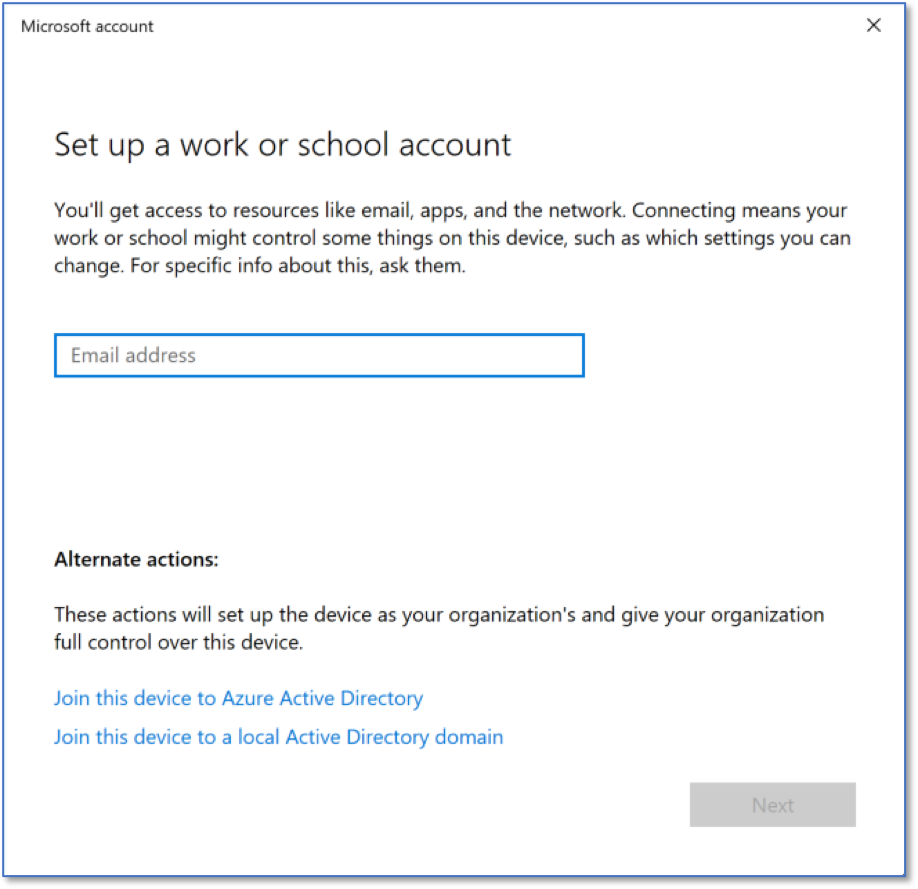 Microsoft account
Set up a work or school account
You'll get access to resources like email, apps, and the network. Connecting means your
work or school might control some things on this device, such as which settings you can
change. For specific info about this, ask them.
Email address
Alternate actions:
These actions will set up the device as your organization's and give your organization
full control over this device.
Join this device to Azure Active Directory
Join this device to a local Active Directory domain
Next